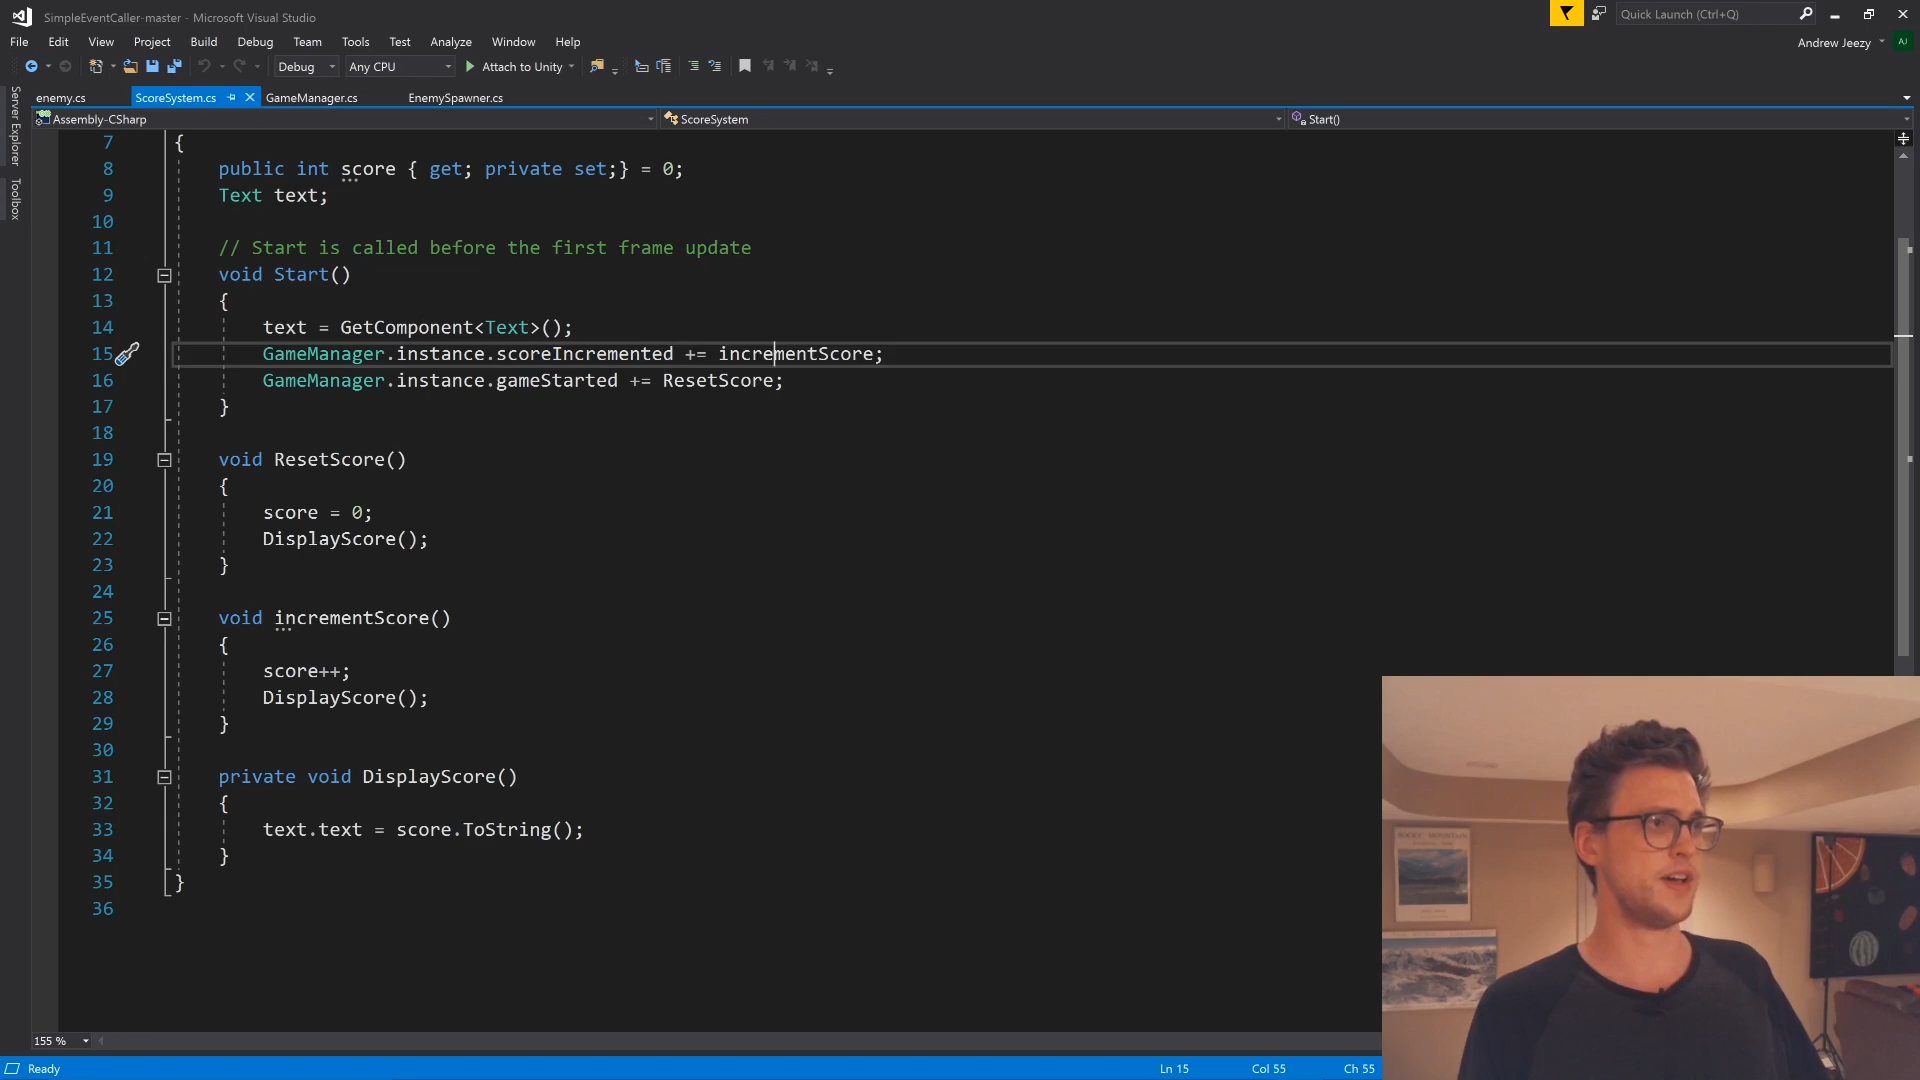 SimpleEventCaller-master - Microsoft Visual Studio
Quick Launch (Ctrl+Q)
File Edit View Project Build Debug Team Tools Test Analyze Window Help
Andrew Jeezy AJ
Debug Any CPU Attach to Unity
Server Explorer
Toolbox
enemy.cs ScoreSystem.cs GameManager.cs EnemySpawner.cs
Assembly-CSharp ScoreSystem Start()
7 {
8 public int score { get; private set;} = 0;
9 Text text;
10
11 // Start is called before the first frame update
12 void Start()
13 {
14 text = GetComponent<Text>();
15 GameManager.instance.scoreIncremented += incrementScore;
16 GameManager.instance.gameStarted += ResetScore;
17 }
18
19 void ResetScore()
20 {
21 score = 0;
22 DisplayScore();
23 }
24
25 void incrementScore()
26 {
27 score++;
28 DisplayScore();
29 }
30
31 private void DisplayScore()
32 {
33 text.text = score.ToString();
34 }
35 }
36
ROCKY MOUNTAIN
155 %
Ready Ln 15 Col 55 Ch 55